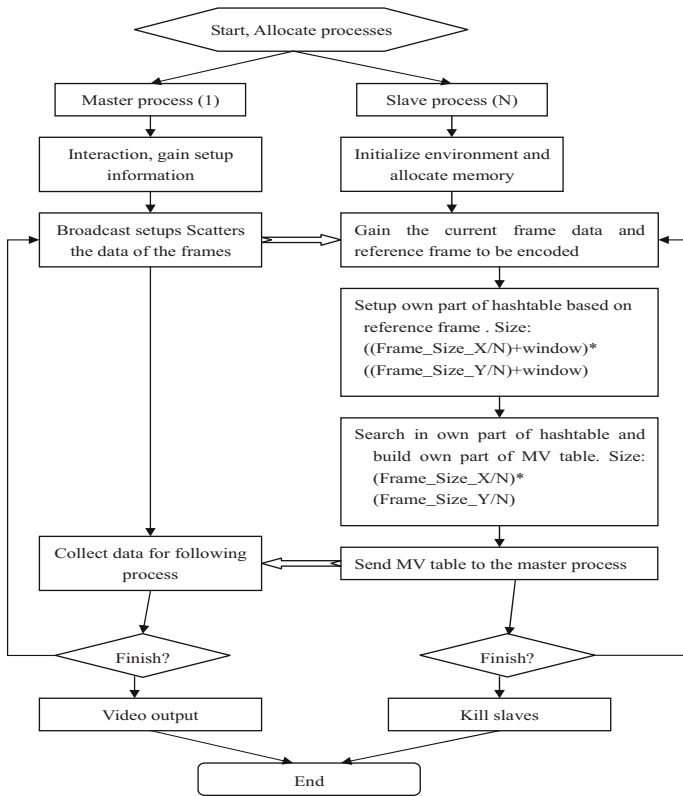 Start, Allocate processes
Master process (1)
Slave process (N)
Interaction, gain setup
information
Initialize environment and
allocate memory
Broadcast setups Scatters
the data of the frames
Gain the current frame data and
reference frame to be encoded
Setup own part of hashtable based on
reference frame . Size:
((Frame_Size_X/N)+window)*
((Frame_Size_Y/N)+window)
Search in own part of hashtable and
build own part of MV table. Size:
(Frame_Size_X/N)*
(Frame_Size_Y/N)
Collect data for following
process
Send MV table to the master process
Finish?
Finish?
Video output
Kill slaves
End